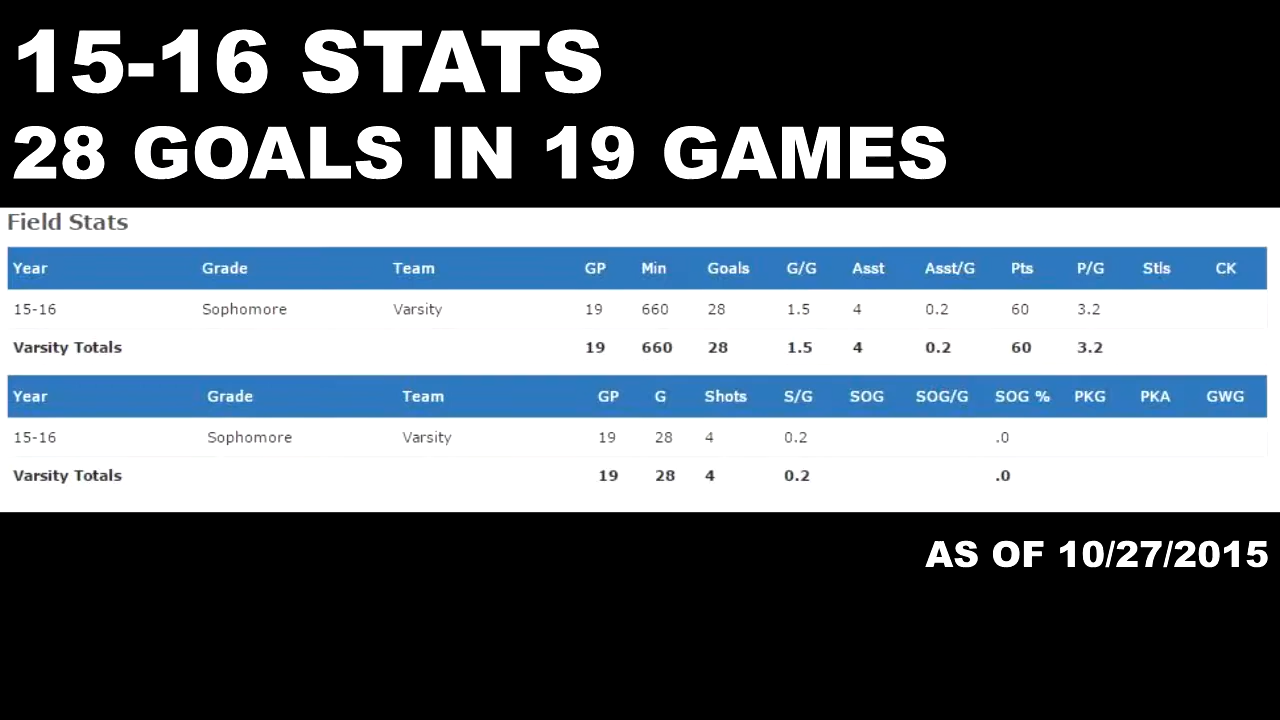 15-16 STATS
28 GOALS IN 19 GAMES
Field Stats
Year Grade Team GP Min Goals G/G Asst Asst/G Pts P/G Stls CK
15-16 Sophomore Varsity 19 660 28 1.5 4 0.2 60 3.2
Varsity Totals 19 660 28 1.5 4 0.2 60 3.2
Year Grade Team GP G Shots S/G SOG SOG/G SOG % PKG PKA GWG
15-16 Sophomore Varsity 19 28 4 0.2 .0
Varsity Totals 19 28 4 0.2 .0
AS OF 10/27/2015